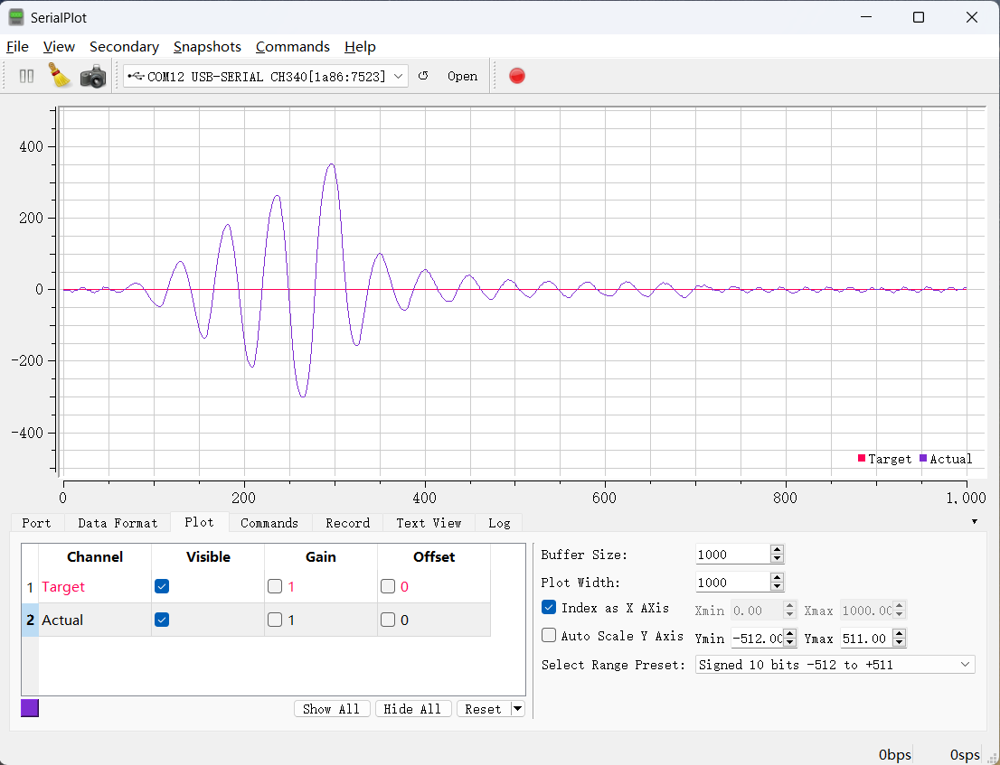 SerialPlot
File View Secondary Snapshots Commands Help
COM12 USB-SERIAL CH340[1a86:7523] Open
400
200
0
-200
-400
Target Actual
0 200 400 600 800 1,000
Port Data Format Plot Commands Record Text View Log
Channel Visible Gain Offset
1 Target 1 0
2 Actual 1 0
Show All Hide All Reset
Buffer Size: 1000
Plot Width: 1000
Index as X AXis Xmin 0.00 Xmax 1000.00
Auto Scale Y Axis Ymin -512.00 Ymax 511.00
Select Range Preset: Signed 10 bits -512 to +511
0bps 0sps